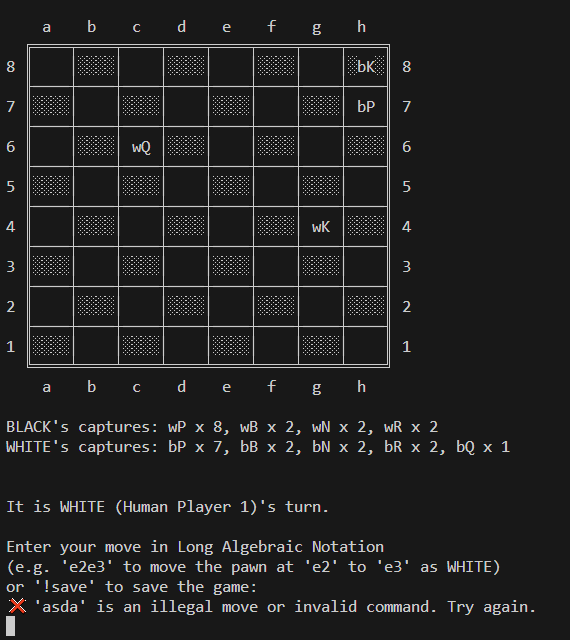 a b c d e f g h
8 bK 8
7 bP 7
6 wQ 6
5 5
4 wK 4
3 3
2 2
1 1
a b c d e f g h
BLACK's captures: wP x 8, wB x 2, wN x 2, wR x 2
WHITE's captures: bP x 7, bB x 2, bN x 2, bR x 2, bQ x 1
It is WHITE (Human Player 1)'s turn.
Enter your move in Long Algebraic Notation
(e.g. 'e2e3' to move the pawn at 'e2' to 'e3' as WHITE)
or '!save' to save the game:
❌ 'asda' is an illegal move or invalid command. Try again.